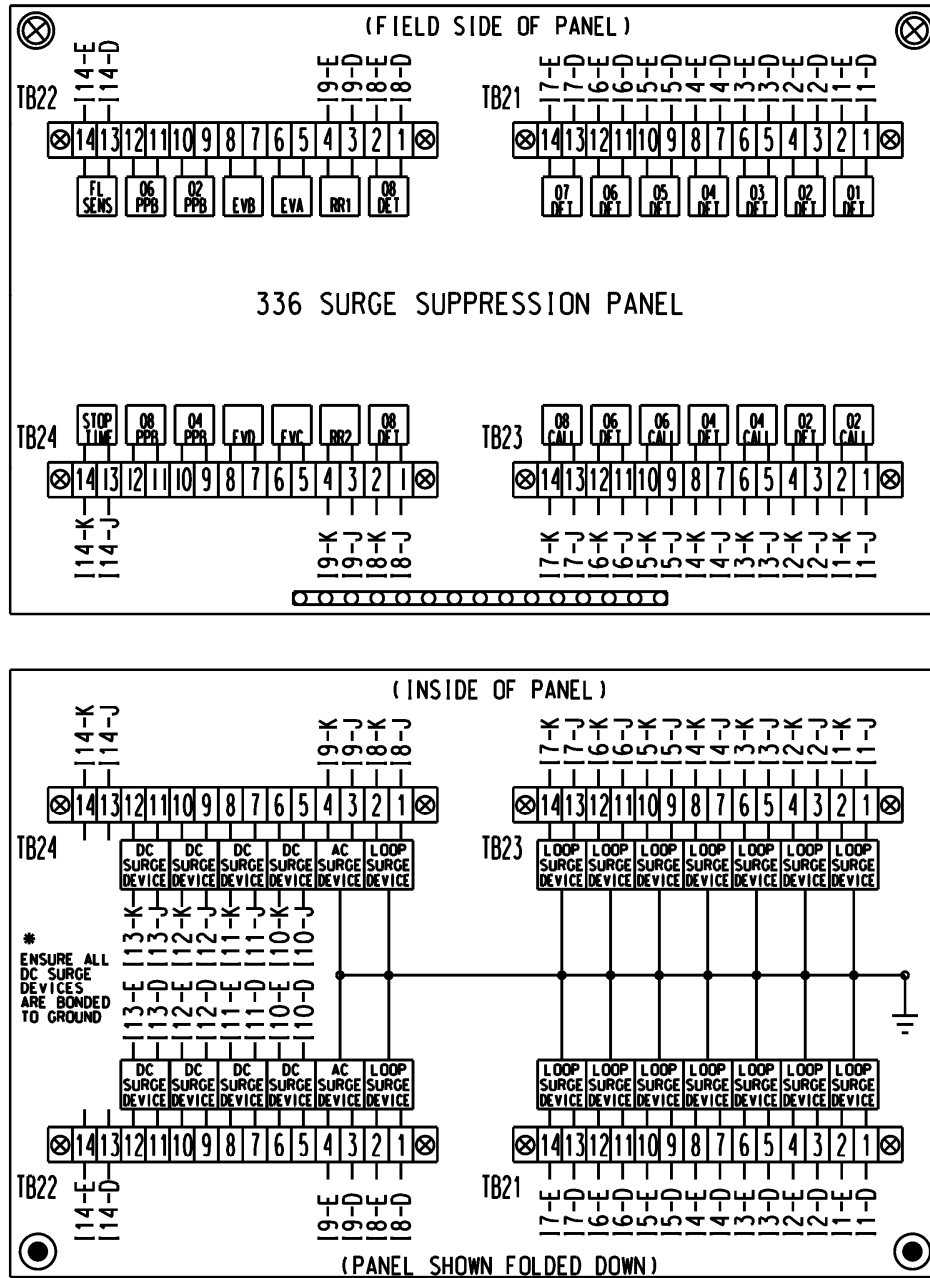 (FIELD SIDE OF PANEL)
I14-E I14-D I9-E I9-D I8-E I8-D I7-E I7-D I6-E I6-D I5-E I5-D I4-E I4-D I3-E I3-D I2-E I2-D I1-E I1-D
TB22 TB21
14 13 12 11 10 9 8 7 6 5 4 3 2 1 14 13 12 11 10 9 8 7 6 5 4 3 2 1
FL SENS 06 PPB 02 PPB EVB EVA RR1 08 DET 07 DET 06 DET 05 DET 04 DET 03 DET 02 DET 01 DET
336 SURGE SUPPRESSION PANEL
STOP TIME 08 PPB 04 PPB EVD EVC RR2 08 DET 08 CALL 06 DET 06 CALL 04 DET 04 CALL 02 DET 02 CALL
TB24 TB23
14 13 12 11 10 9 8 7 6 5 4 3 2 1 14 13 12 11 10 9 8 7 6 5 4 3 2 1
I14-K I14-J I9-K I9-J I8-K I8-J I7-K I7-J I6-K I6-J I5-K I5-J I4-K I4-J I3-K I3-J I2-K I2-J I1-K I1-J
(INSIDE OF PANEL)
I14-K I14-J I9-K I9-J I8-K I8-J I7-K I7-J I6-K I6-J I5-K I5-J I4-K I4-J I3-K I3-J I2-K I2-J I1-K I1-J
14 13 12 11 10 9 8 7 6 5 4 3 2 1 14 13 12 11 10 9 8 7 6 5 4 3 2 1
TB24 TB23
DC DC DC DC AC LOOP LOOP LOOP LOOP LOOP LOOP LOOP LOOP
SURGE SURGE SURGE SURGE SURGE SURGE SURGE SURGE SURGE SURGE SURGE SURGE SURGE
DEVICE DEVICE DEVICE DEVICE DEVICE DEVICE DEVICE DEVICE DEVICE DEVICE DEVICE DEVICE DEVICE
I13-K I13-J I12-K I12-J I11-K I11-J I10-K I10-J
*
ENSURE ALL
DC SURGE
DEVICES
ARE BONDED
TO GROUND
I13-E I13-D I12-E I12-D I11-E I11-D I10-E I10-D
DC DC DC DC AC LOOP LOOP LOOP LOOP LOOP LOOP LOOP LOOP
SURGE SURGE SURGE SURGE SURGE SURGE SURGE SURGE SURGE SURGE SURGE SURGE SURGE
DEVICE DEVICE DEVICE DEVICE DEVICE DEVICE DEVICE DEVICE DEVICE DEVICE DEVICE DEVICE DEVICE
14 13 12 11 10 9 8 7 6 5 4 3 2 1 14 13 12 11 10 9 8 7 6 5 4 3 2 1
TB22 TB21
I14-E I14-D I9-E I9-D I8-E I8-D I7-E I7-D I6-E I6-D I5-E I5-D I4-E I4-D I3-E I3-D I2-E I2-D I1-E I1-D
(PANEL SHOWN FOLDED DOWN)